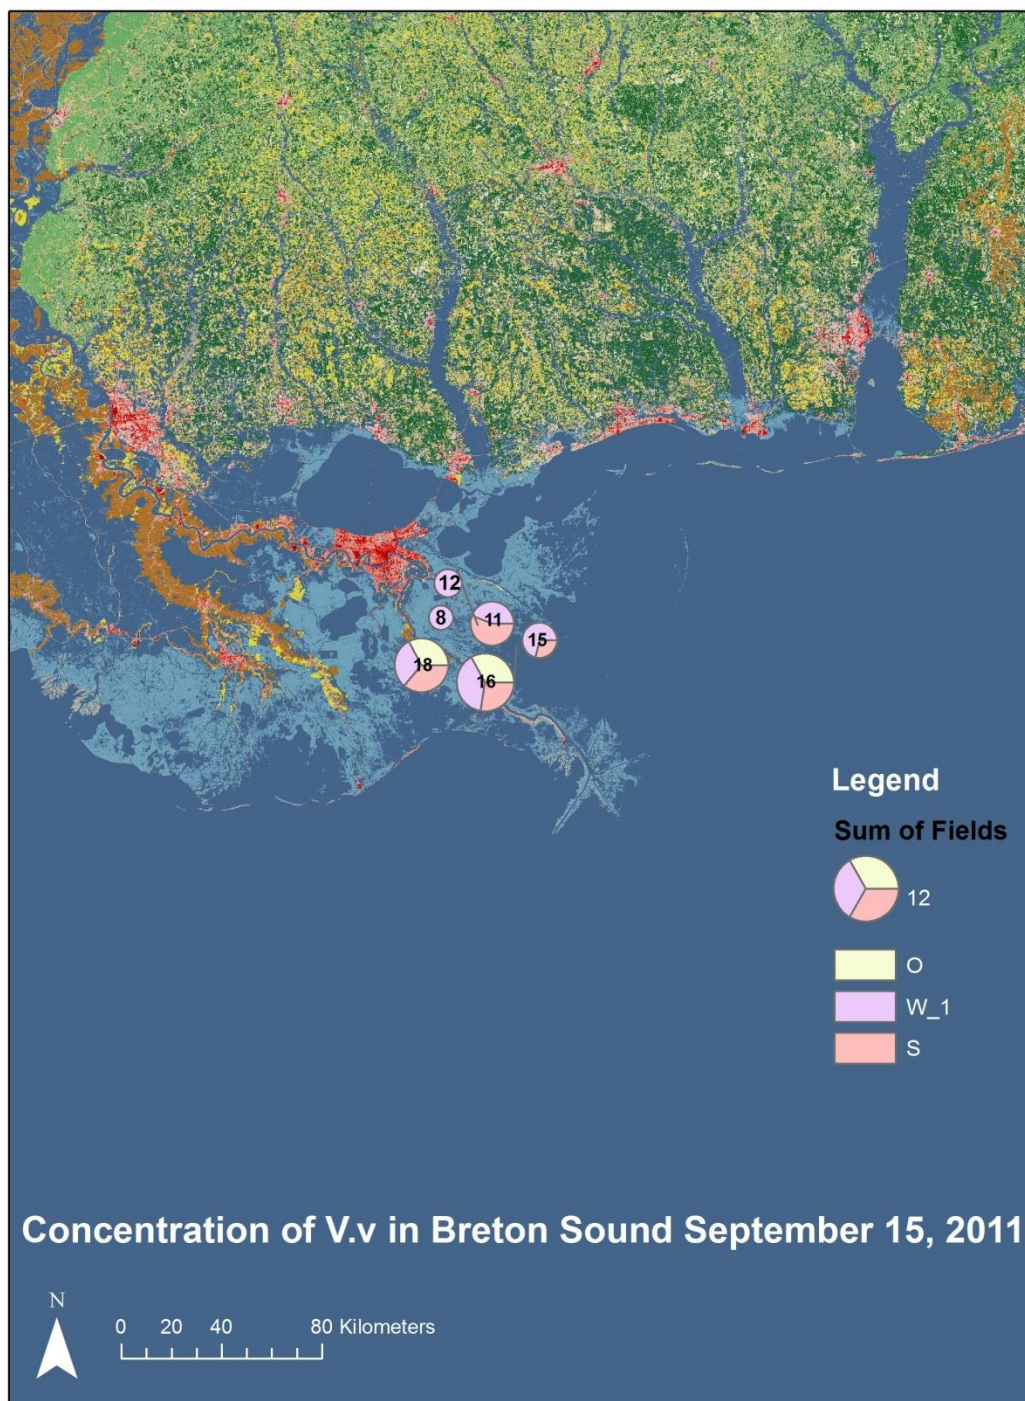 12
8
11
15
18
16
Legend
Sum of Fields
12
O
W_1
S
Concentration of V.v in Breton Sound September 15, 2011
N
0 20 40 80 Kilometers